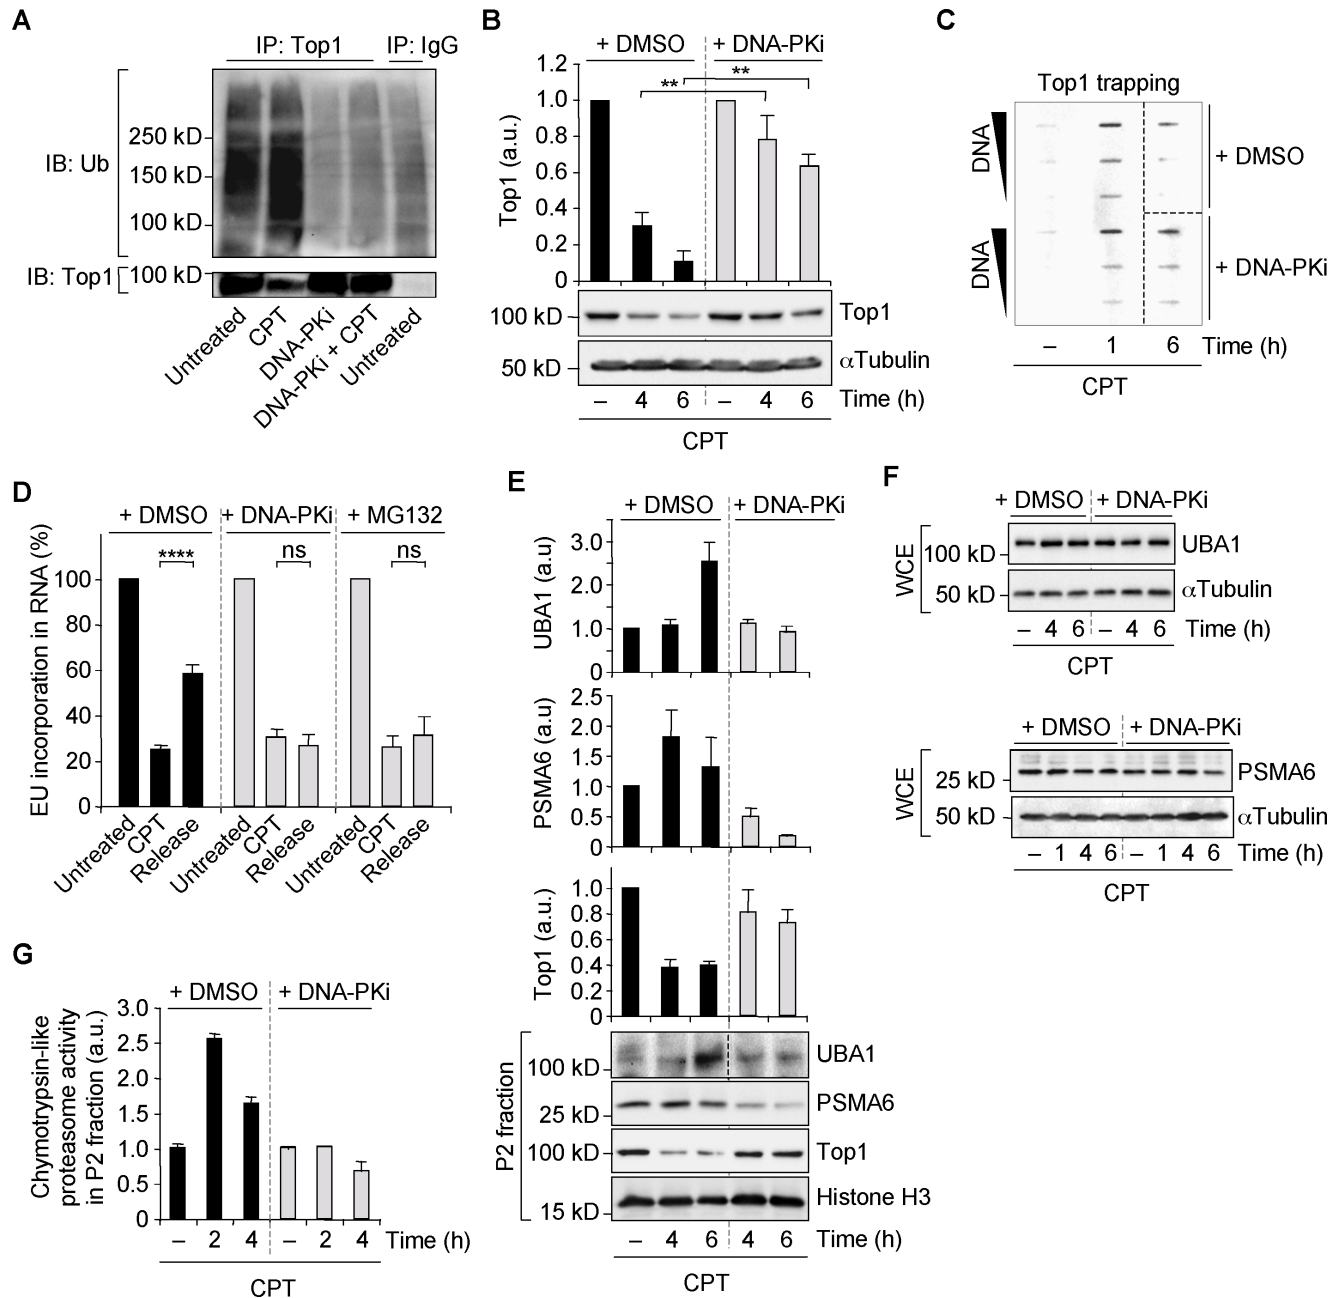 A
IP: Top1 IP: IgG
IB: Ub
250 kD
150 kD
100 kD
IB: Top1
100 kD
Untreated
CPT
DNA-PKi
DNA-PKi + CPT
Untreated
B
+ DMSO + DNA-PKi
** **
Top1 (a.u.)
1.2
1.0
0.8
0.6
0.4
0.2
0
100 kD Top1
50 kD αTubulin
– 4 6 – 4 6 Time (h)
CPT
C
Top1 trapping
DNA + DMSO
DNA + DNA-PKi
– 1 6 Time (h)
CPT
D
+ DMSO + DNA-PKi + MG132
**** ns ns
EU incorporation in RNA (%)
100
80
60
40
20
0
Untreated
CPT
Release
Untreated
CPT
Release
Untreated
CPT
Release
E
+ DMSO + DNA-PKi
UBA1 (a.u)
3.0
2.0
1.0
0
PSMA6 (a.u)
2.5
2.0
1.5
1.0
0.5
0
Top1 (a.u.)
1.0
0.8
0.6
0.4
0.2
0
P2 fraction
100 kD UBA1
25 kD PSMA6
100 kD Top1
15 kD Histone H3
– 4 6 4 6 Time (h)
CPT
F
+ DMSO + DNA-PKi
WCE
100 kD UBA1
50 kD αTubulin
– 4 6 – 4 6 Time (h)
CPT
+ DMSO + DNA-PKi
WCE
25 kD PSMA6
50 kD αTubulin
– 1 4 6 – 1 4 6 Time (h)
CPT
G
+ DMSO + DNA-PKi
Chymotrypsin-like
proteasome activity
in P2 fraction (a.u.)
3.0
2.5
2.0
1.5
1.0
0.5
0
– 2 4 – 2 4 Time (h)
CPT